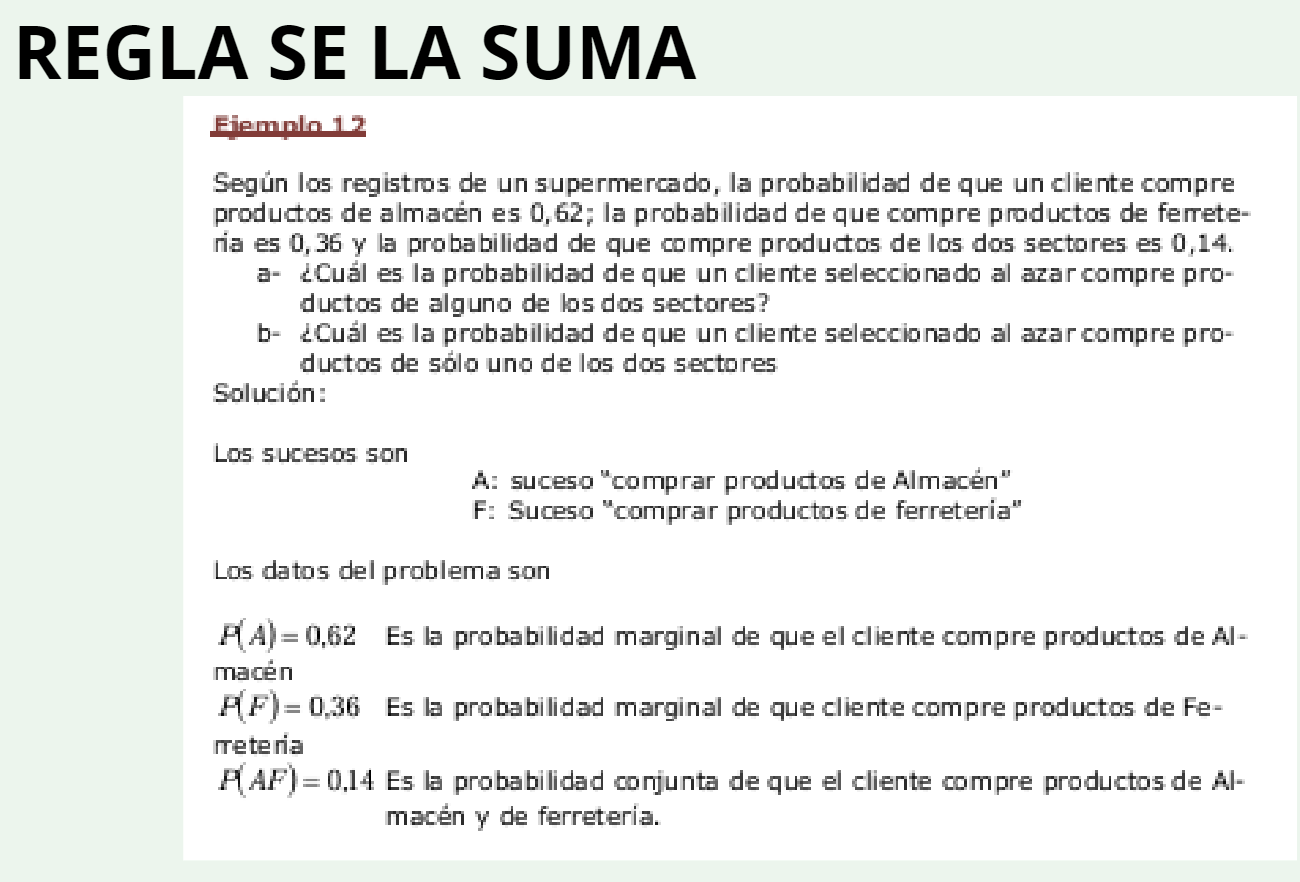 REGLA SE LA SUMA
Ejemplo 12
Según los registros de un supermercado, la probabilidad de que un cliente compre
productos de almacén es 0,62; la probabilidad de que compre productos de ferrete-
ría es 0,36 y la probabilidad de que compre productos de los dos sectores es 0,14.
a- ¿Cuál es la probabilidad de que un cliente seleccionado al azar compre pro-
ductos de alguno de los dos sectores?
b- ¿Cuál es la probabilidad de que un cliente seleccionado al azar compre pro-
ductos de sólo uno de los dos sectores
Solución:
Los sucesos son
A: suceso "comprar productos de Almacén"
F: Suceso "comprar productos de ferretería"
Los datos del problema son
P(A) = 0,62 Es la probabilidad marginal de que el cliente compre productos de Al-
macén
P(F) = 0,36 Es la probabilidad marginal de que cliente compre productos de Fe-
rretería
P(AF) = 0,14 Es la probabilidad conjunta de que el cliente compre productos de Al-
macén y de ferretería.